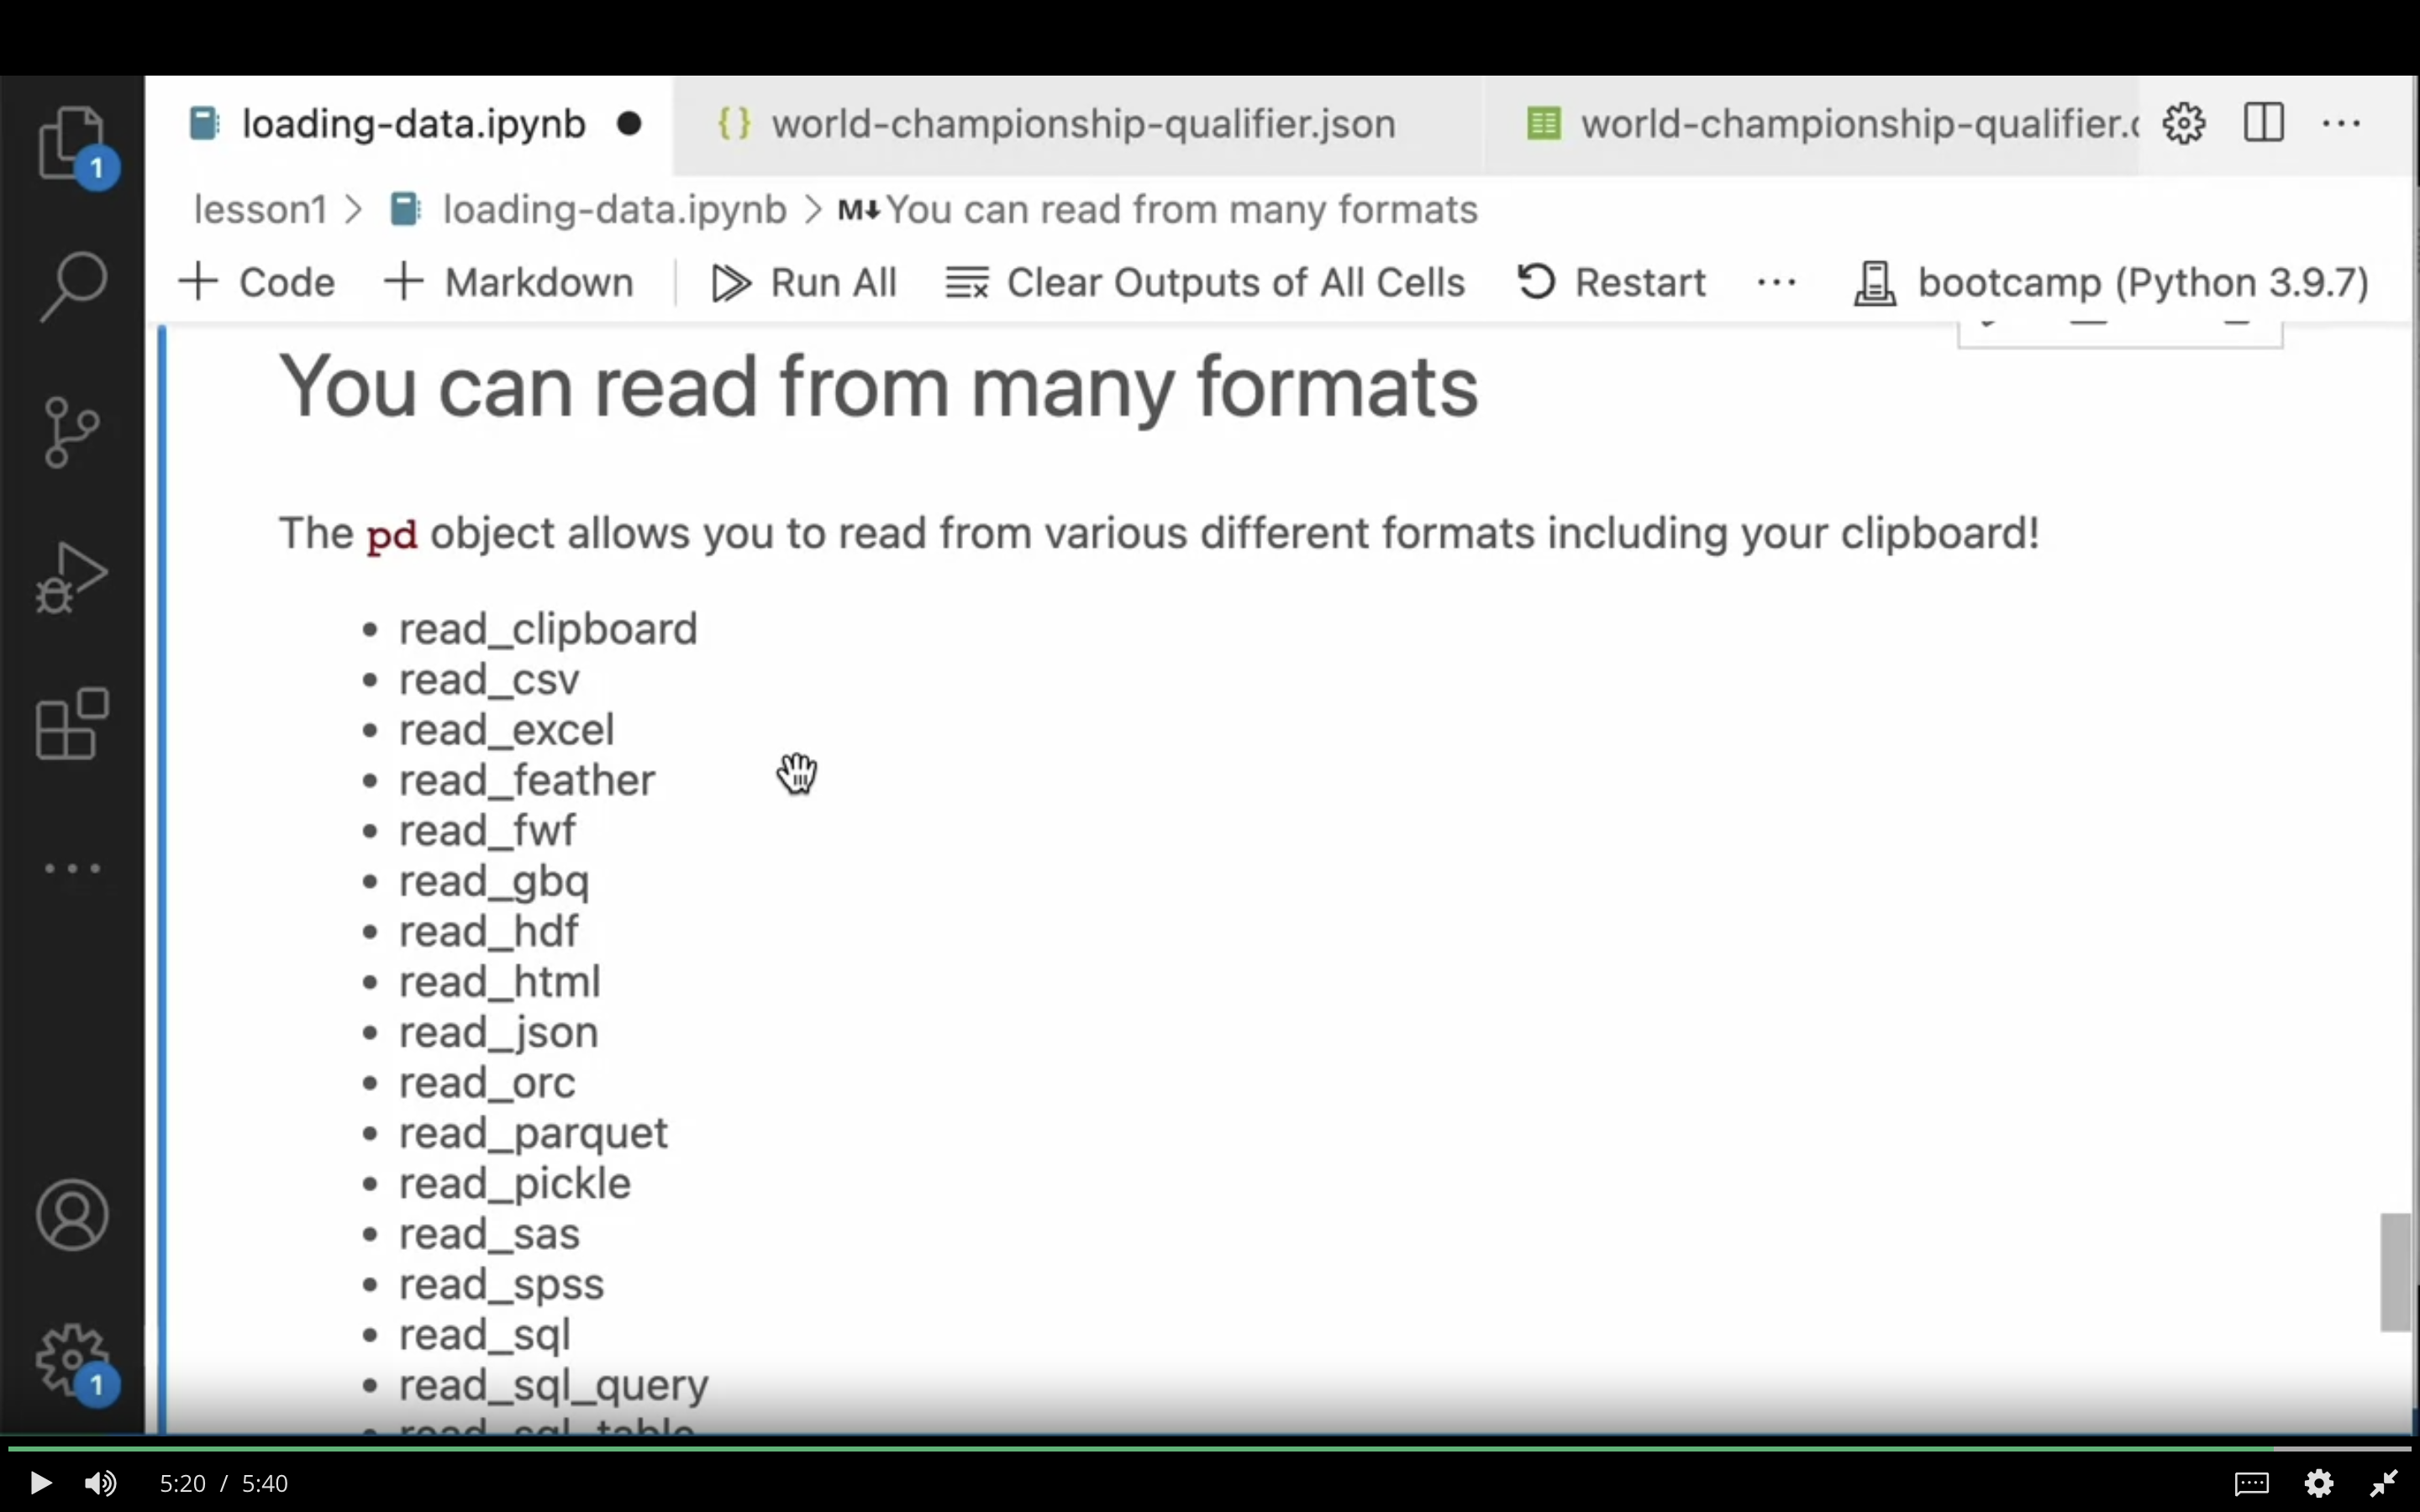 loading-data.ipynb
world-championship-qualifier.json
world-championship-qualifier.c
1
lesson1 > loading-data.ipynb > M↓ You can read from many formats
+ Code + Markdown Run All Clear Outputs of All Cells Restart ... bootcamp (Python 3.9.7)
You can read from many formats
The pd object allows you to read from various different formats including your clipboard!
• read_clipboard
• read_csv
• read_excel
• read_feather
• read_fwf
• read_gbq
• read_hdf
• read_html
• read_json
• read_orc
• read_parquet
• read_pickle
• read_sas
• read_spss
• read_sql
• read_sql_query
• read_sql_table
1
5:20 / 5:40